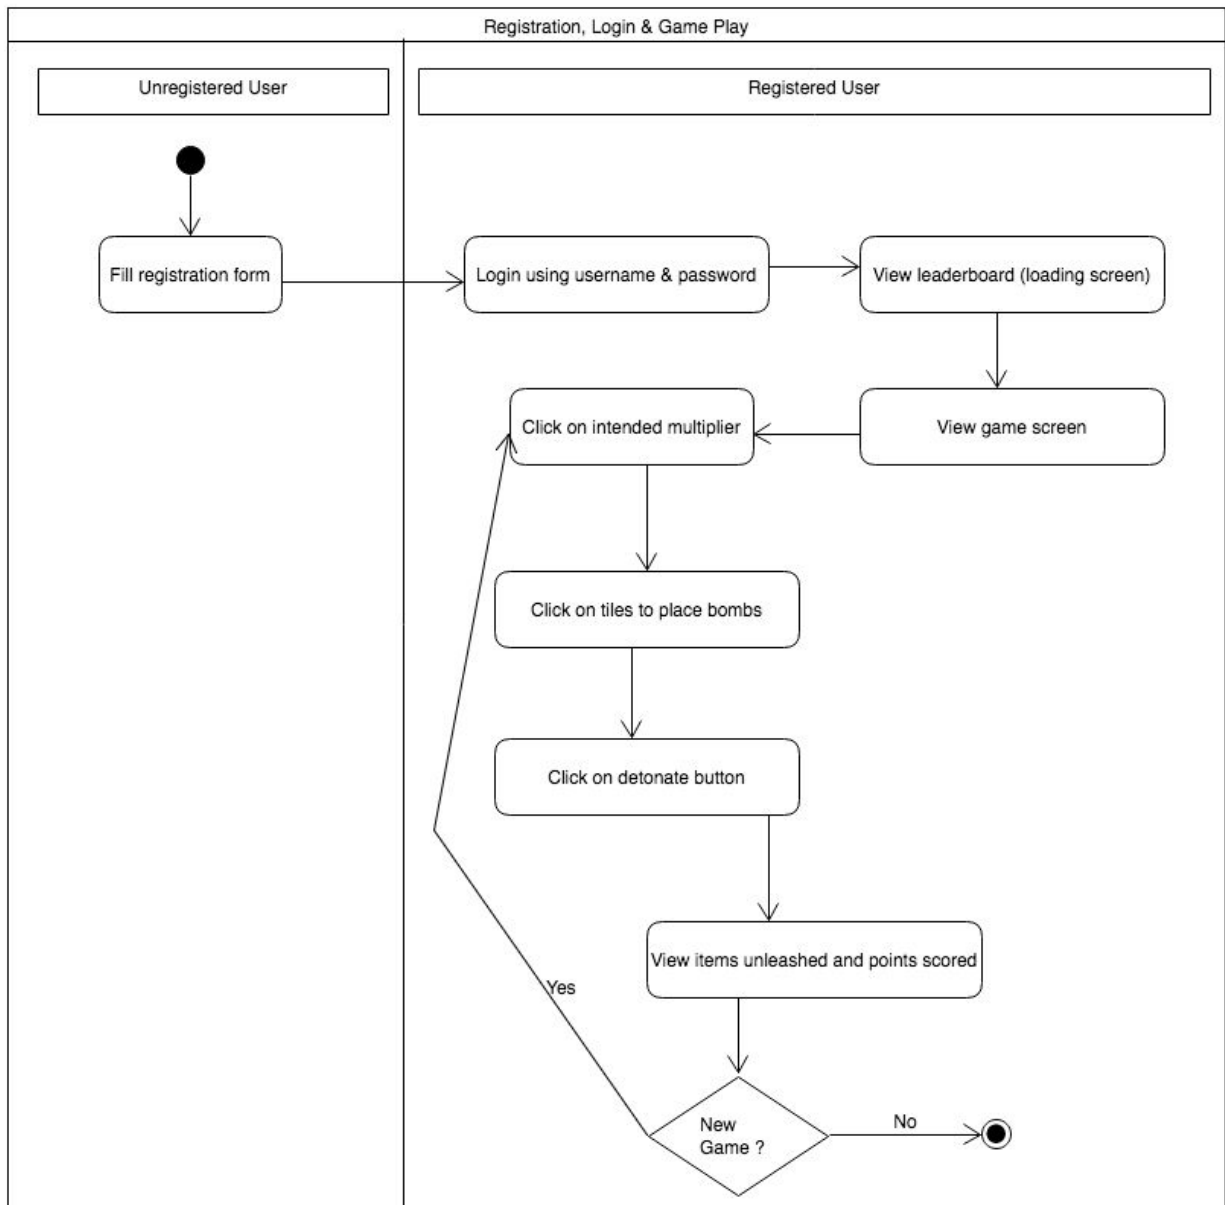 Registration, Login & Game Play
Unregistered User
Registered User
Fill registration form
Login using username & password
View leaderboard (loading screen)
Click on intended multiplier
View game screen
Click on tiles to place bombs
Click on detonate button
View items unleashed and points scored
Yes
New
Game ?
No